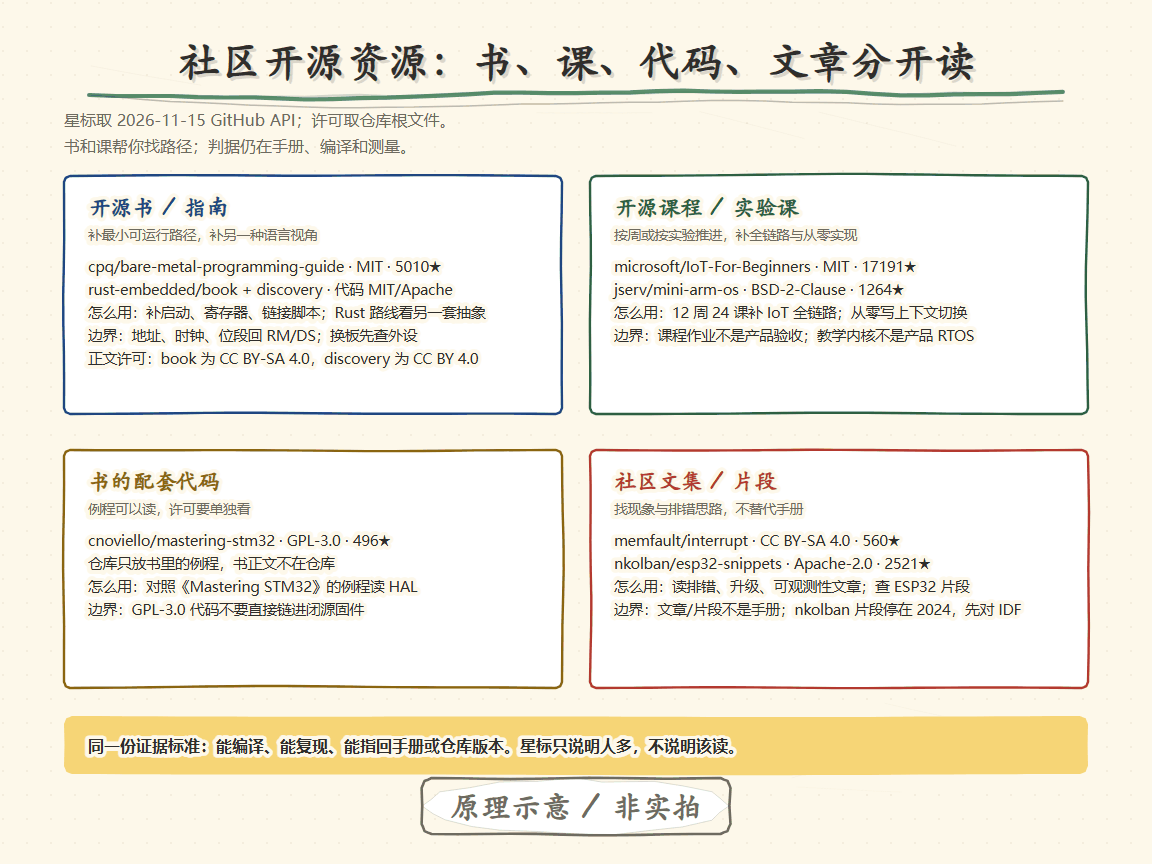 社区开源资源：书、课、代码、文章分开读
星标取 2026-11-15 GitHub API；许可取仓库根文件。
书和课帮你找路径；判据仍在手册、编译和测量。
开源书 / 指南
补最小可运行路径，补另一种语言视角
cpq/bare-metal-programming-guide · MIT · 5010★
rust-embedded/book + discovery · 代码 MIT/Apache
怎么用：补启动、寄存器、链接脚本；Rust 路线看另一套抽象
边界：地址、时钟、位段回 RM/DS；换板先查外设
正文许可：book 为 CC BY-SA 4.0，discovery 为 CC BY 4.0
开源课程 / 实验课
按周或按实验推进，补全链路与从零实现
microsoft/IoT-For-Beginners · MIT · 17191★
jserv/mini-arm-os · BSD-2-Clause · 1264★
怎么用：12 周 24 课补 IoT 全链路；从零写上下文切换
边界：课程作业不是产品验收；教学内核不是产品 RTOS
书的配套代码
例程可以读，许可要单独看
cnoviello/mastering-stm32 · GPL-3.0 · 496★
仓库只放书里的例程，书正文不在仓库
怎么用：对照《Mastering STM32》的例程读 HAL
边界：GPL-3.0 代码不要直接链进闭源固件
社区文集 / 片段
找现象与排错思路，不替代手册
memfault/interrupt · CC BY-SA 4.0 · 560★
nkolban/esp32-snippets · Apache-2.0 · 2521★
怎么用：读排错、升级、可观测性文章；查 ESP32 片段
边界：文章/片段不是手册；nkolban 片段停在 2024，先对 IDF
同一份证据标准：能编译、能复现、能指回手册或仓库版本。星标只说明人多，不说明该读。
原理示意 / 非实拍